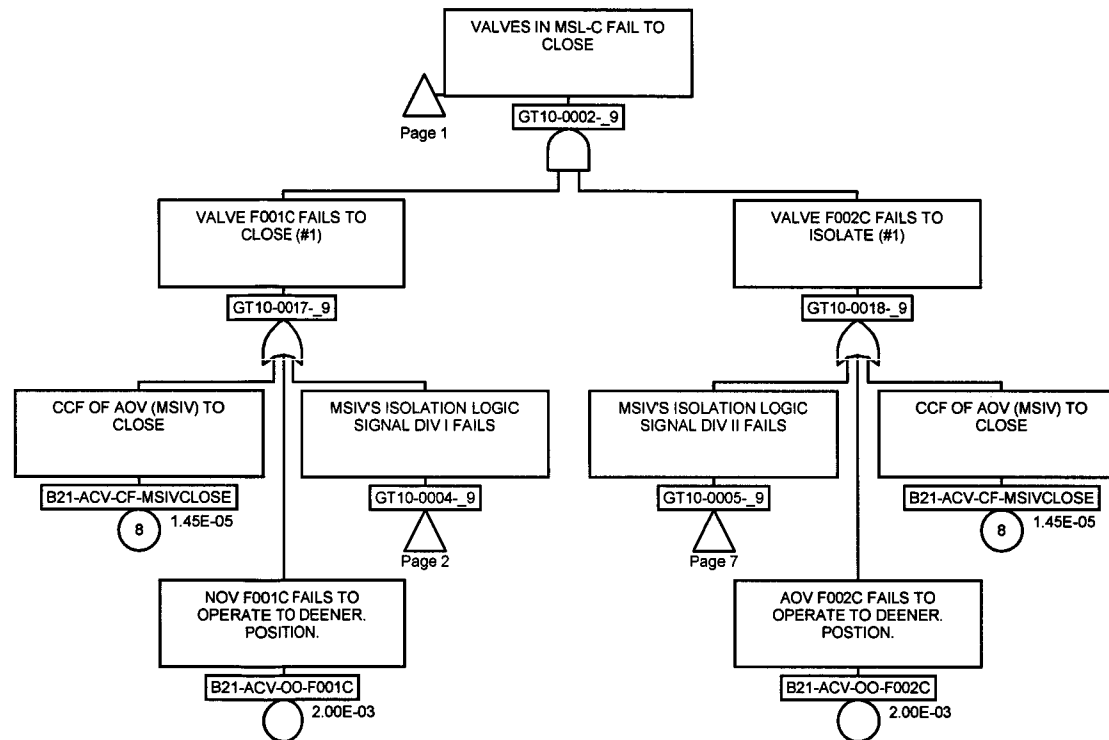 VALVES IN MSL-C FAIL TO
CLOSE
Page 1
GT10-0002-_9
VALVE F001C FAILS TO
CLOSE (#1)
VALVE F002C FAILS TO
ISOLATE (#1)
GT10-0017-_9
GT10-0018-_9
CCF OF AOV (MSIV) TO
CLOSE
MSIV'S ISOLATION LOGIC
SIGNAL DIV I FAILS
MSIV'S ISOLATION LOGIC
SIGNAL DIV II FAILS
CCF OF AOV (MSIV) TO
CLOSE
B21-ACV-CF-MSIVCLOSE
8
1.45E-05
GT10-0004-_9
Page 2
GT10-0005-_9
Page 7
B21-ACV-CF-MSIVCLOSE
8
1.45E-05
NOV F001C FAILS TO
OPERATE TO DEENER.
POSITION.
AOV F002C FAILS TO
OPERATE TO DEENER.
POSTION.
B21-ACV-OO-F001C
2.00E-03
B21-ACV-OO-F002C
2.00E-03